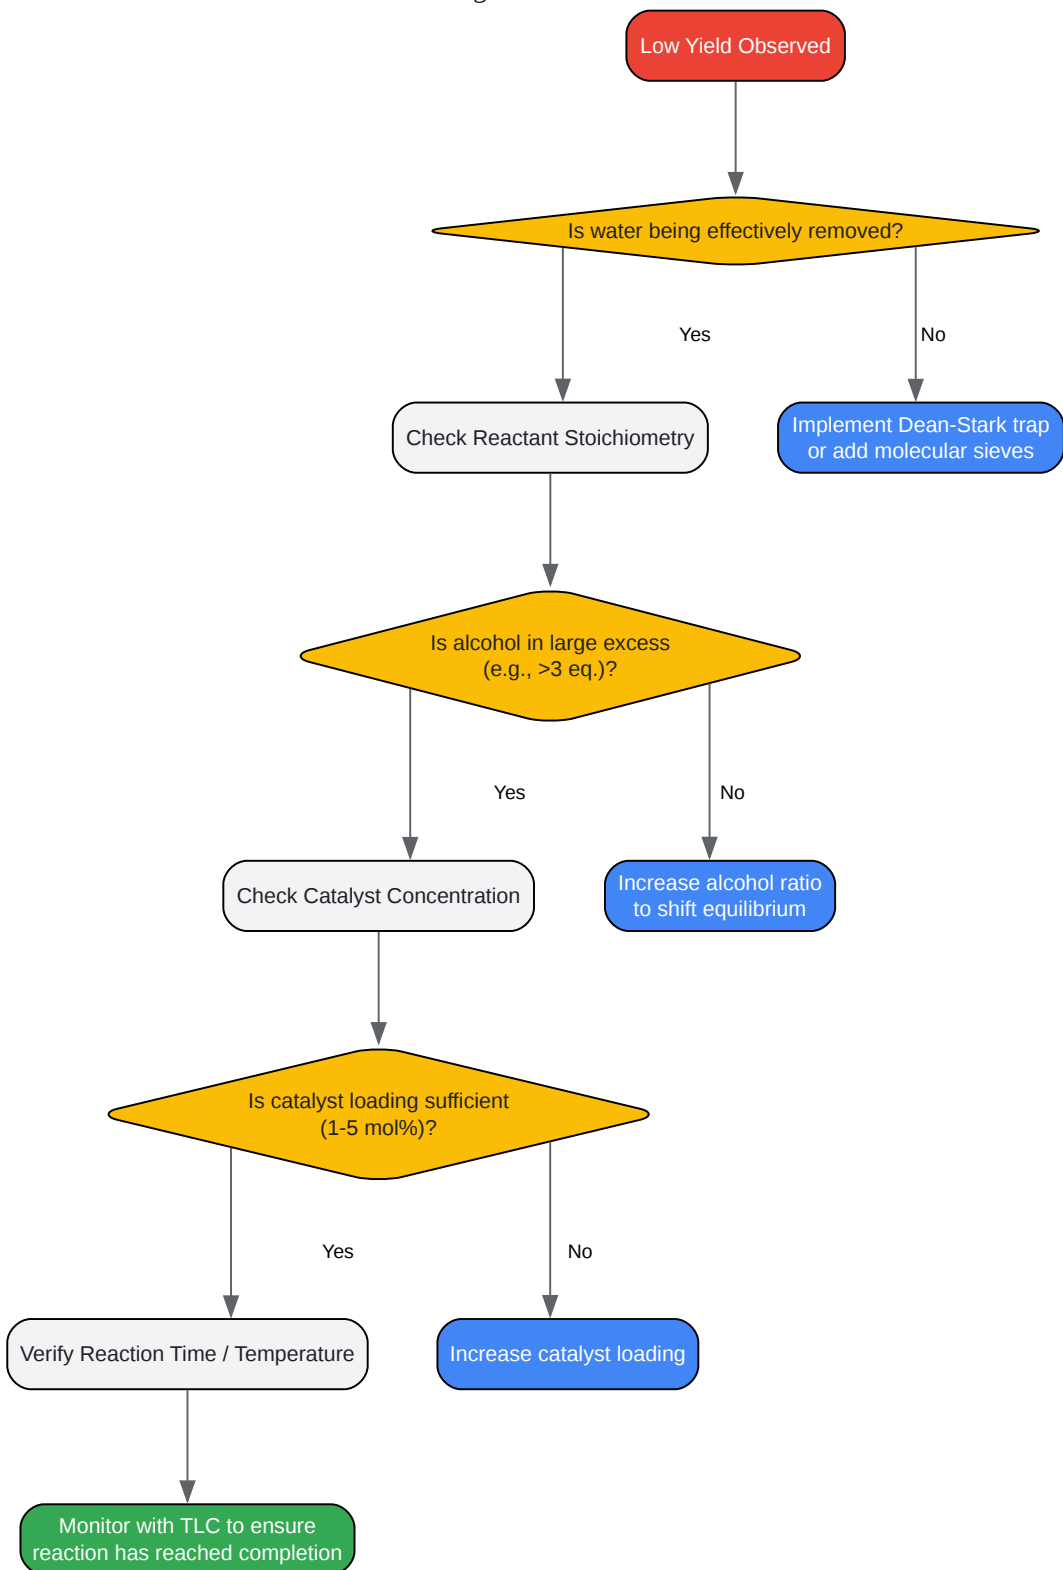 Low Yield Observed
Is water being effectively removed?
Yes
No
Check Reactant Stoichiometry
Implement Dean-Stark trap
or add molecular sieves
Is alcohol in large excess
(e.g., >3 eq.)?
Yes
No
Check Catalyst Concentration
Increase alcohol ratio
to shift equilibrium
Is catalyst loading sufficient
(1-5 mol%)?
Yes
No
Verify Reaction Time / Temperature
Increase catalyst loading
Monitor with TLC to ensure
reaction has reached completion